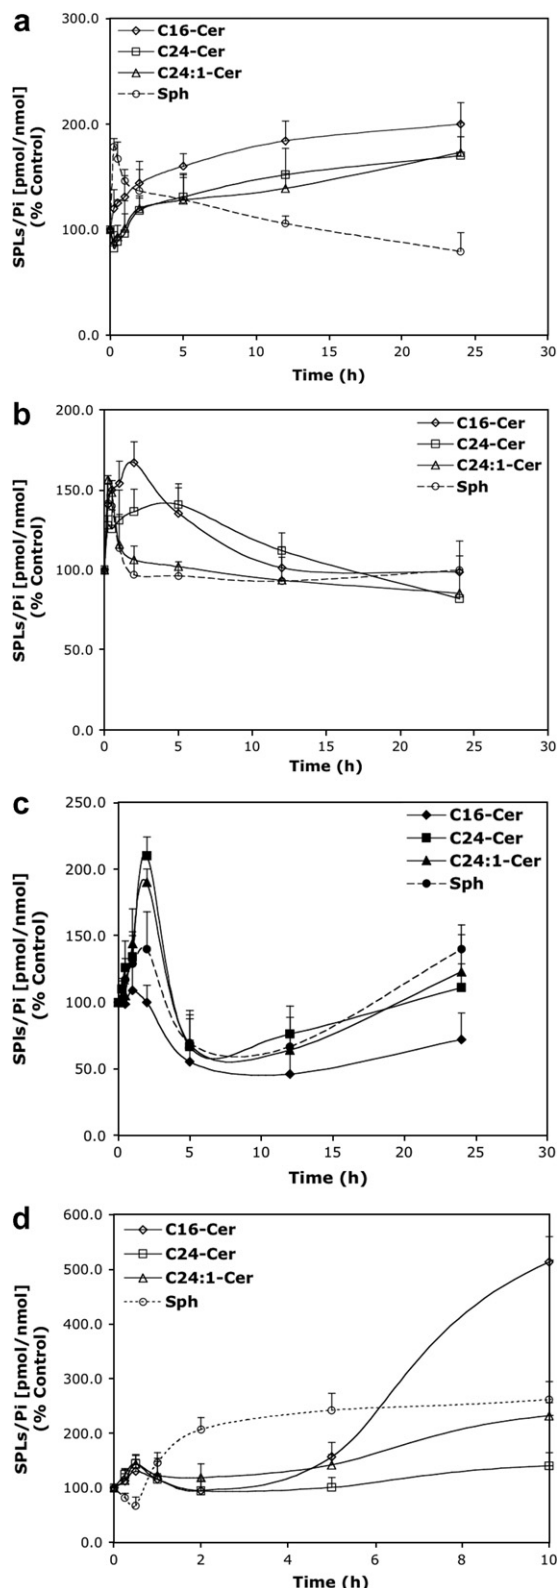 a
300.0
C16-Cer
C24-Cer
C24:1-Cer
Sph
200.0
100.0
0.0
SPLs/Pi [pmol/nmol]
(% Control)
0 5 10 15 20 25 30
Time (h)
b
200.0
C16-Cer
C24-Cer
C24:1-Cer
Sph
150.0
100.0
50.0
0.0
SPLs/Pi [pmol/nmol]
(% Control)
0 5 10 15 20 25 30
Time (h)
c
250.0
C16-Cer
C24-Cer
C24:1-Cer
Sph
200.0
150.0
100.0
50.0
0.0
SPls/Pi [pmol/nmol]
(% Control)
0 5 10 15 20 25 30
Time (h)
d
600.0
C16-Cer
C24-Cer
C24:1-Cer
Sph
500.0
400.0
300.0
200.0
100.0
0.0
SPLs/Pi [pmol/nmol]
(% Control)
0 2 4 6 8 10
Time (h)